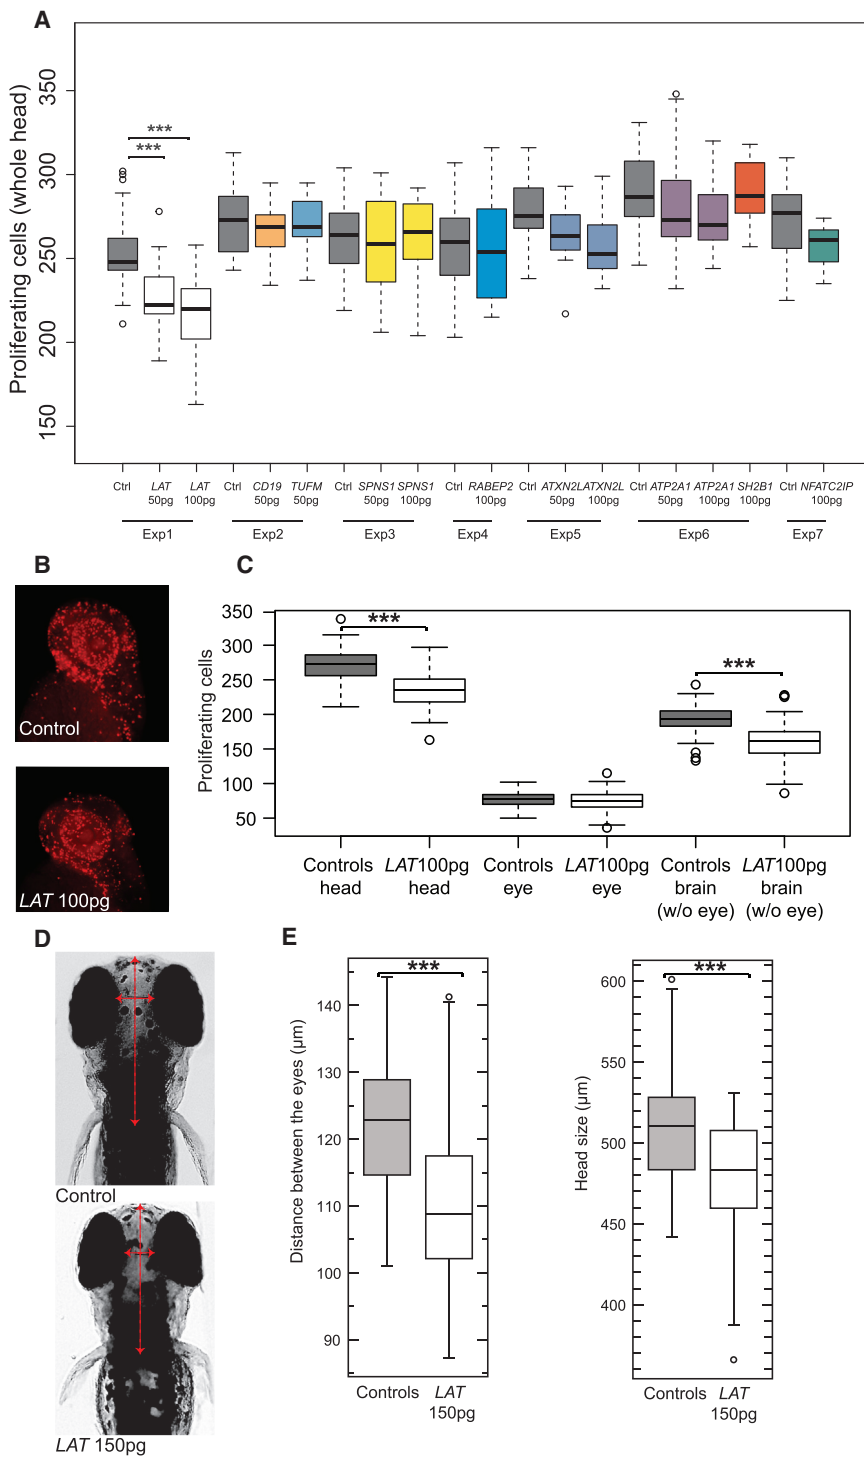 A
Proliferating cells (whole head)
350
300
250
200
150
***
***
Ctrl LAT LAT Ctrl CD19 TUFM Ctrl SPNS1 SPNS1 Ctrl RABEP2 Ctrl ATXN2L ATXN2L Ctrl ATP2A1 ATP2A1 SH2B1 Ctrl NFATC2IP
50pg 100pg 50pg 50pg 50pg 100pg 100pg 50pg 100pg 50pg 100pg 100pg 100pg
Exp1 Exp2 Exp3 Exp4 Exp5 Exp6 Exp7
B
Control
LAT 100pg
C
Proliferating cells
350
300
250
200
150
100
50
***
***
Controls LAT100pg Controls LAT100pg Controls LAT100pg
head head eye eye brain brain
(w/o eye) (w/o eye)
D
Control
LAT 150pg
E
Distance between the eyes (µm)
140
130
120
110
100
90
***
Controls LAT
150pg
Head size (µm)
600
550
500
450
400
***
Controls LAT
150pg